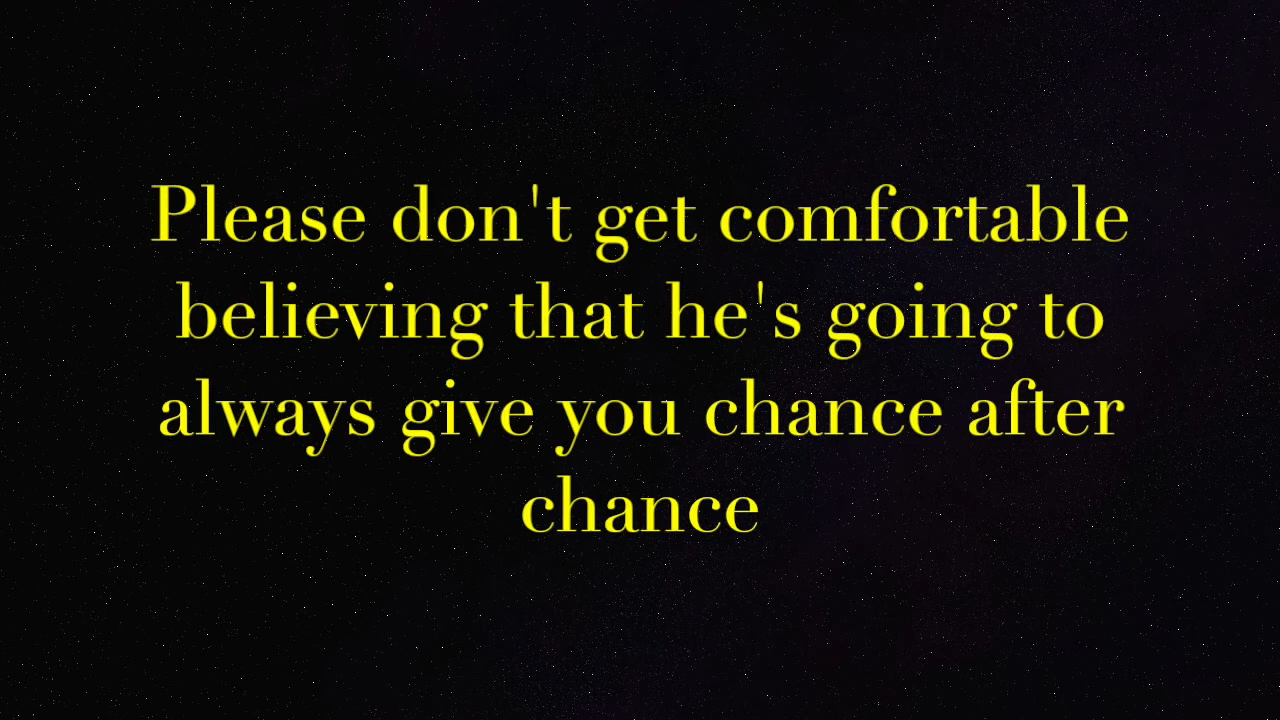 Please don't get comfortable
believing that he's going to
always give you chance after
chance